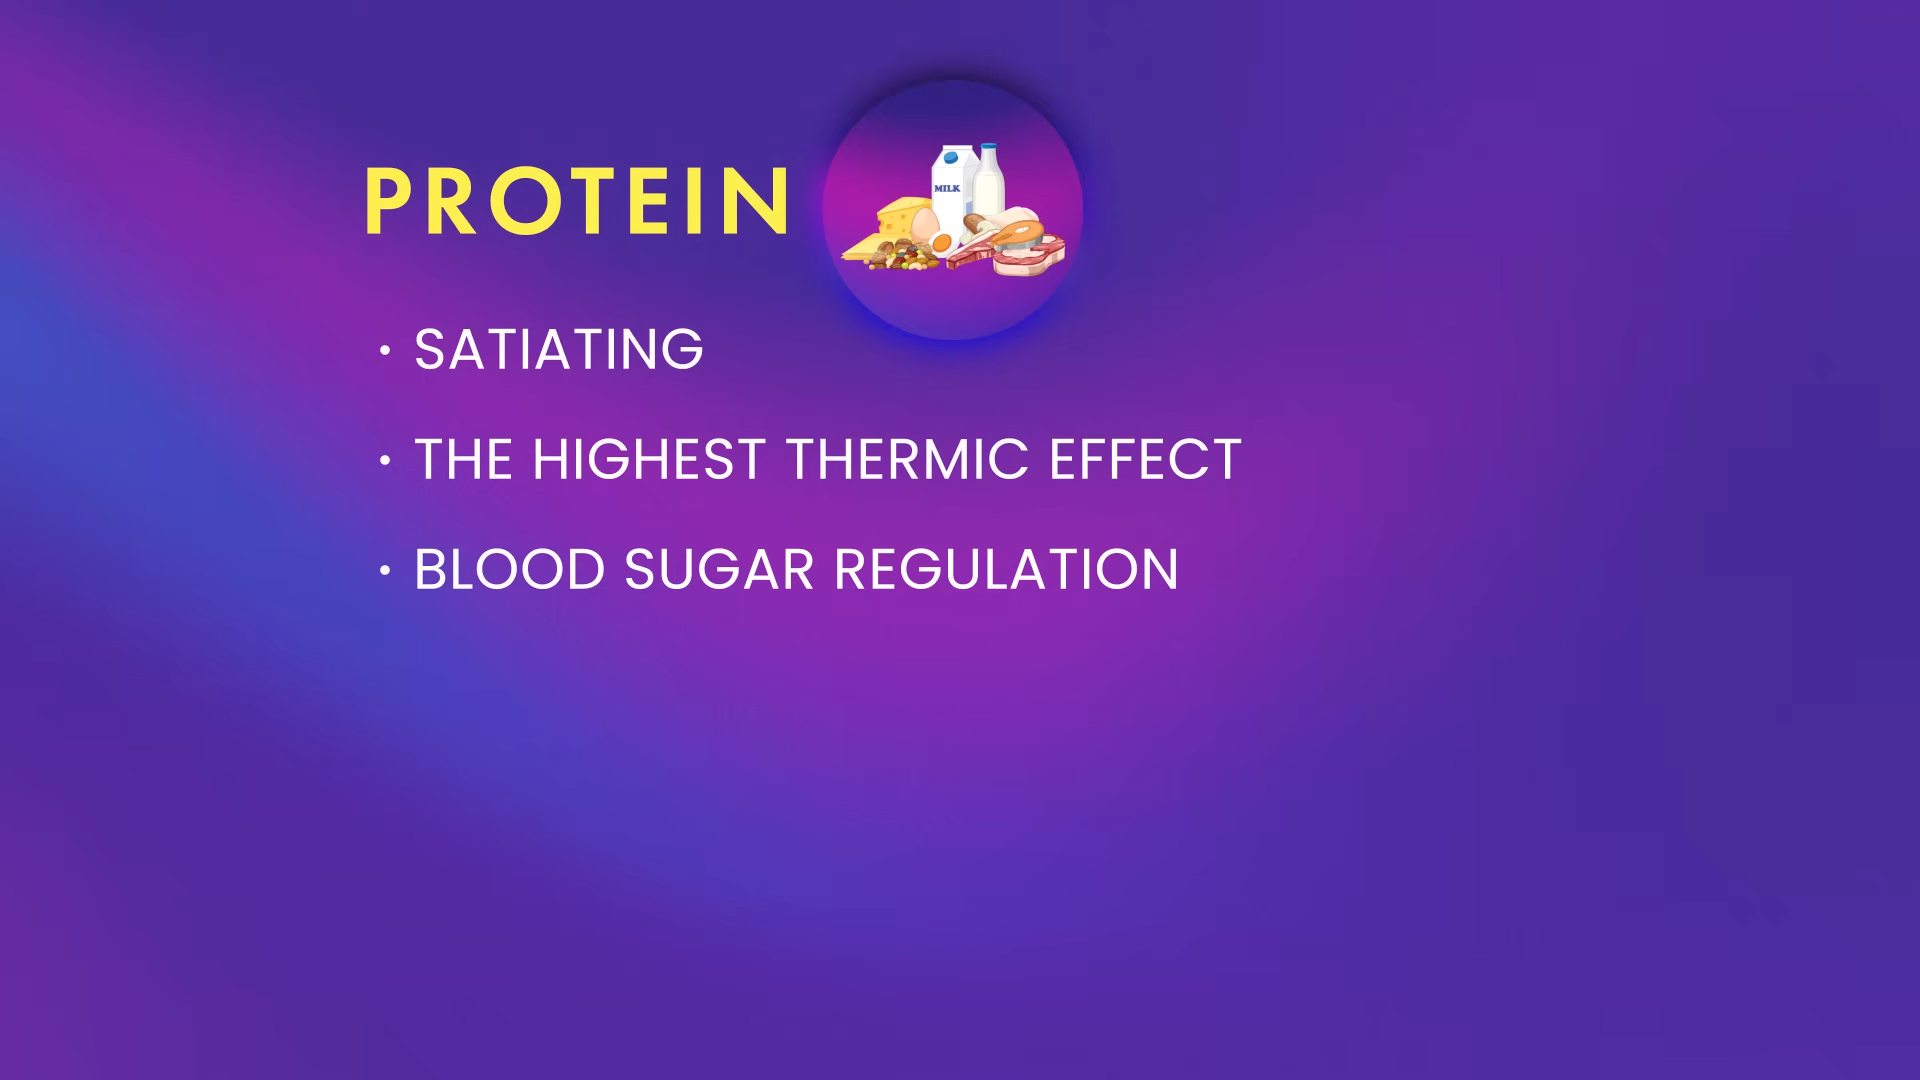 PROTEIN
MILK
• SATIATING
• THE HIGHEST THERMIC EFFECT
• BLOOD SUGAR REGULATION